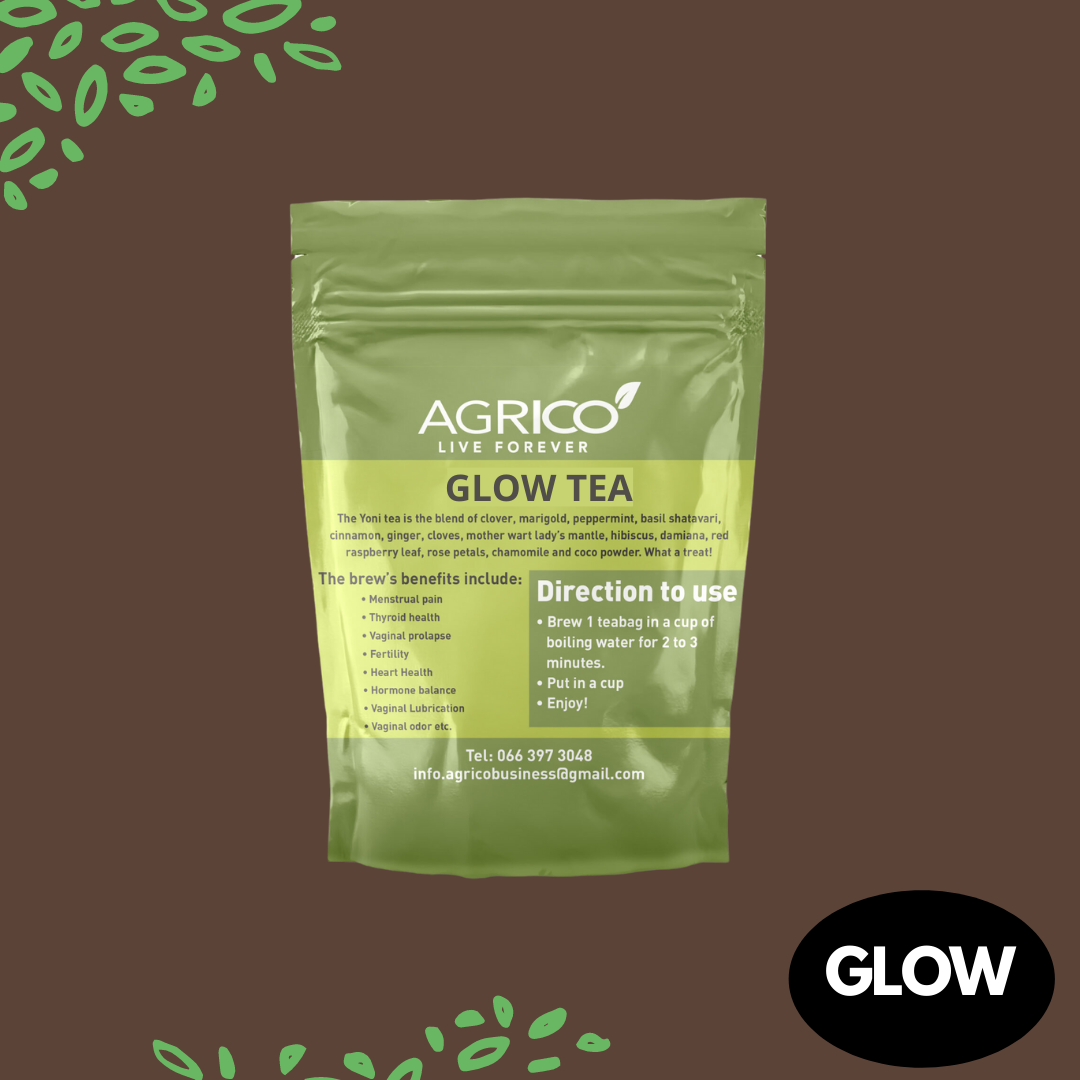 AGRICO
LIVE FOREVER
GLOW TEA
The Yoni tea is the blend of clover, marigold, peppermint, basil shatavari,
cinnamon, ginger, cloves, mother wart lady's mantle, hibiscus, damiana, red
raspberry leaf, rose petals, chamomile and coco powder. What a treat!
The brew's benefits include:
• Menstrual pain
• Thyroid health
• Vaginal prolapse
• Fertility
• Heart Health
• Hormone balance
• Vaginal Lubrication
• Vaginal odor etc.
Direction to use
• Brew 1 teabag in a cup of
boiling water for 2 to 3
minutes.
• Put in a cup
• Enjoy!
Tel: 066 397 3048
info.agricobusiness@gmail.com
GLOW